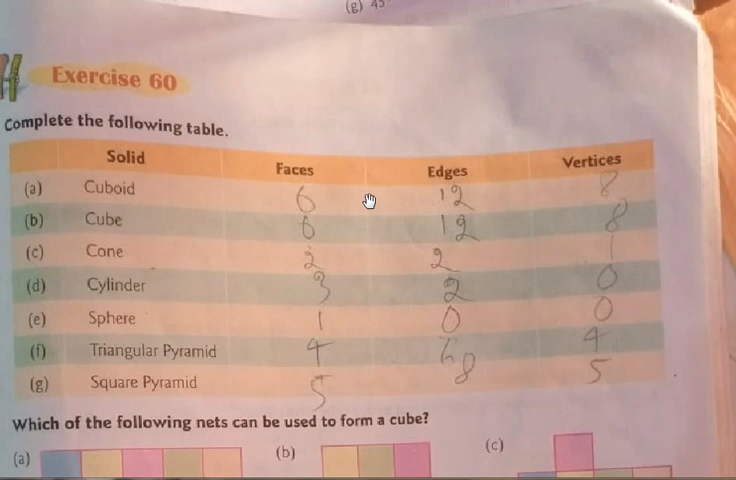 (g) 45
Exercise 60
Complete the following table.
Solid Faces Edges Vertices
(a) Cuboid 6 12 8
(b) Cube 6 12 8
(c) Cone 2 2 1
(d) Cylinder 3 2 0
(e) Sphere 1 0 0
(f) Triangular Pyramid 4 6 4
(g) Square Pyramid 5 8 5
Which of the following nets can be used to form a cube?
(a) (b) (c)